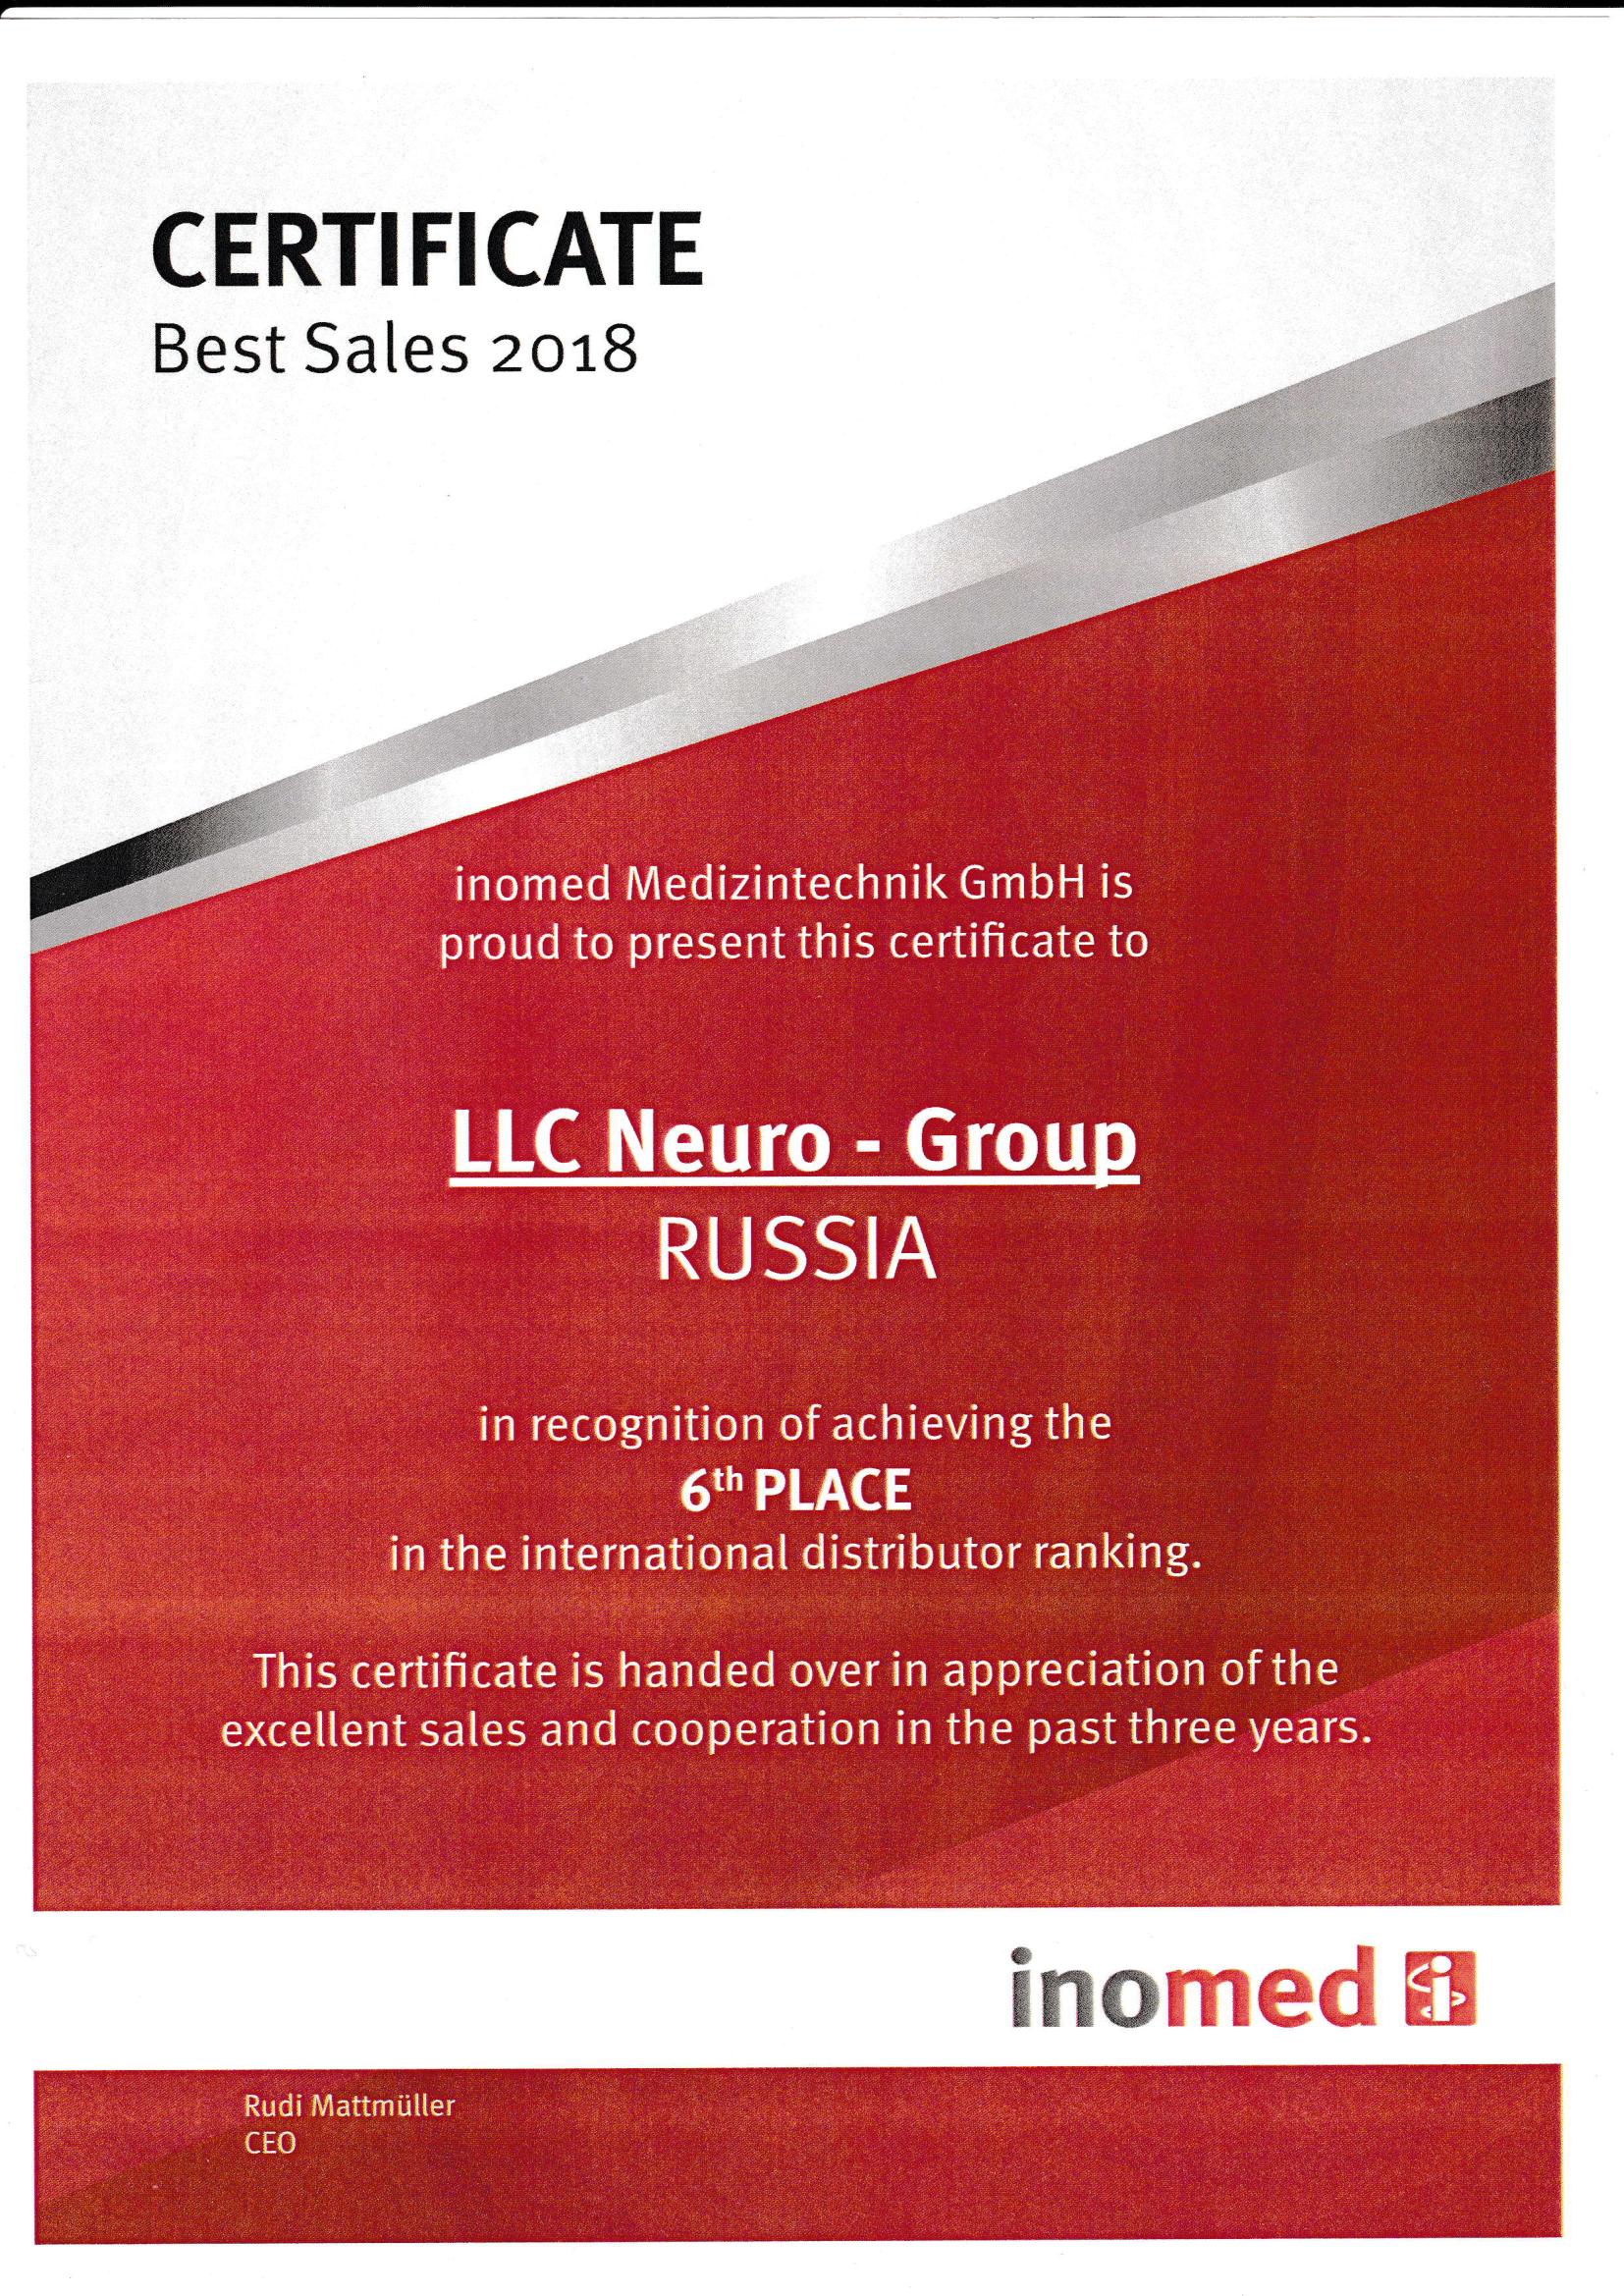 CERTIFICATE
Best Sales 2018
inomed Medizintechnik GmbH is
proud to present this certificate to
LLC Neuro - Group
RUSSIA
in recognition of achieving the
6th PLACE
in the international distributor ranking.
This certificate is handed over in appreciation of the
excellent sales and cooperation in the past three years.
inomed i
Rudi Mattmüller
CEO